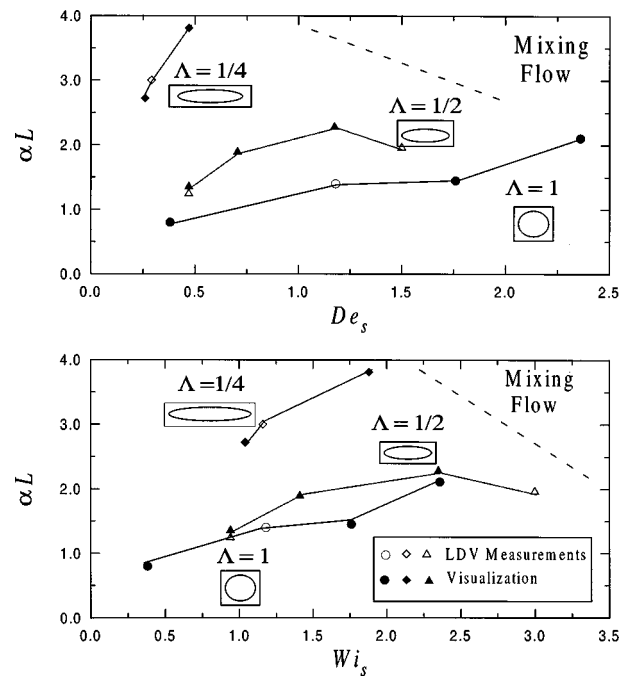 4.0
3.0
2.0
1.0
0.0
αL
Λ = 1/4
Λ = 1/2
Λ = 1
Mixing
Flow
0.0 0.5 1.0 1.5 2.0 2.5
De_s
4.0
3.0
2.0
1.0
0.0
αL
Λ = 1/4
Λ = 1/2
Λ = 1
Mixing
Flow
LDV Measurements
Visualization
0.0 0.5 1.0 1.5 2.0 2.5 3.0 3.5
Wi_s